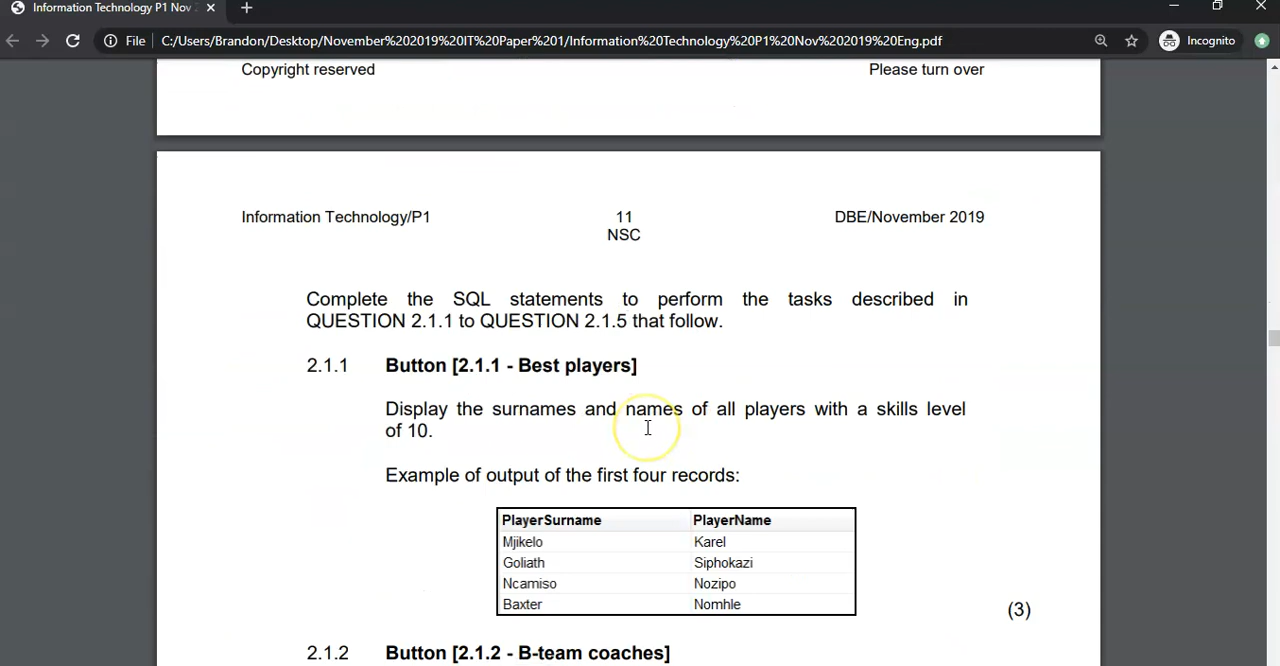 Information Technology P1 Nov 2
File
C:/Users/Brandon/Desktop/November%202019%20IT%20Paper%201/Information%20Technology%20P1%20Nov%202019%20Eng.pdf
Incognito
Copyright reserved
Please turn over
Information Technology/P1
11
DBE/November 2019
NSC
Complete the SQL statements to perform the tasks described in
QUESTION 2.1.1 to QUESTION 2.1.5 that follow.
2.1.1 Button [2.1.1 - Best players]
Display the surnames and names of all players with a skills level
of 10.
Example of output of the first four records:
PlayerSurname PlayerName
Mjikelo Karel
Goliath Siphokazi
Ncamiso Nozipo
Baxter Nomhle
(3)
2.1.2 Button [2.1.2 - B-team coaches]